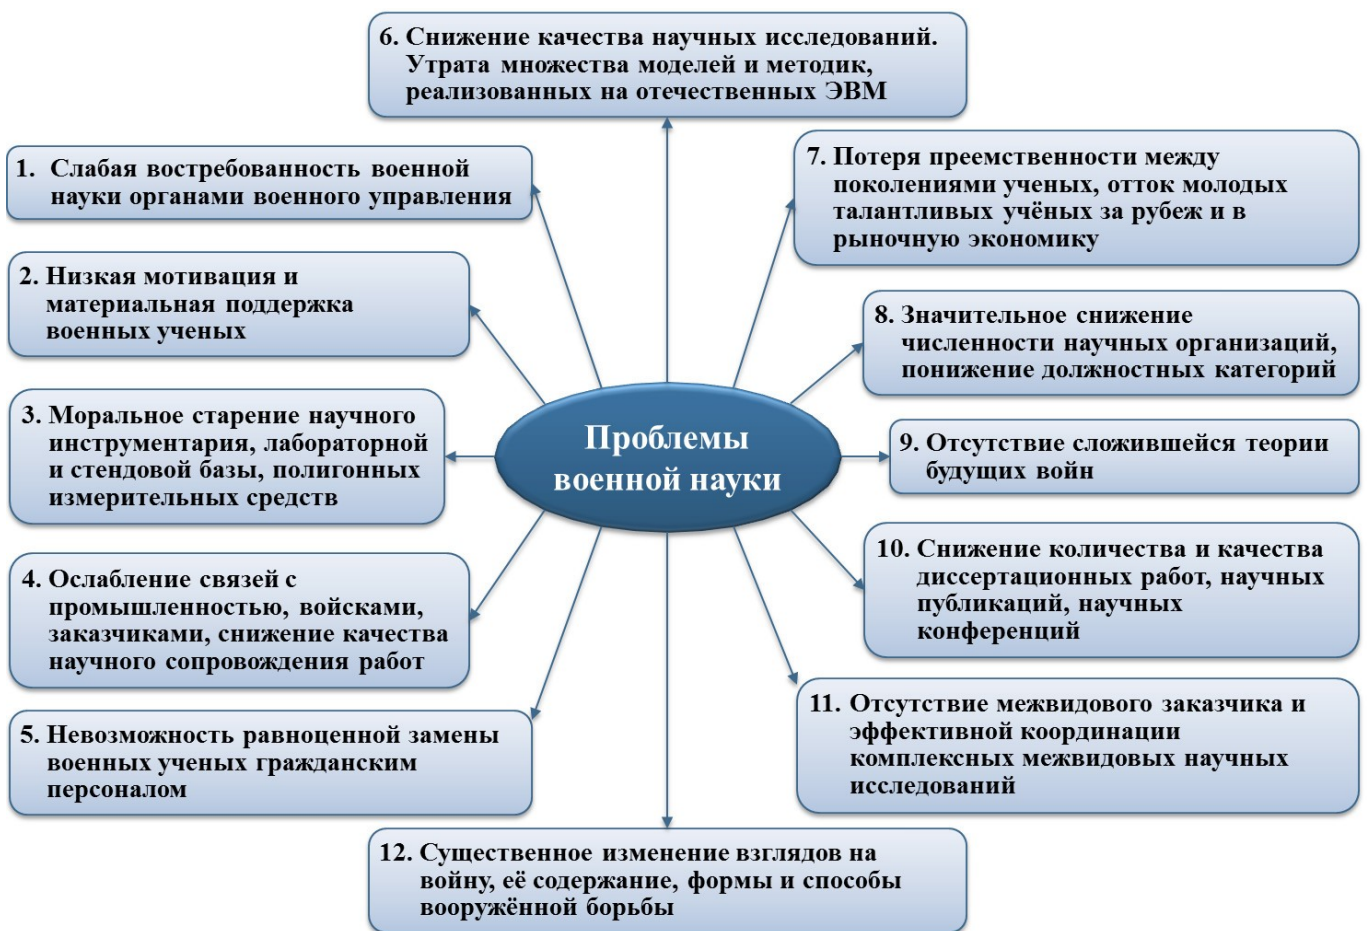 6. Снижение качества научных исследований.
Утрата множества моделей и методик,
реализованных на отечественных ЭВМ
1. Слабая востребованность военной
науки органами военного управления
2. Низкая мотивация и
материальная поддержка
военных ученых
3. Моральное старение научного
инструментария, лабораторной
и стендовой базы, полигонных
измерительных средств
4. Ослабление связей с
промышленностью, войсками,
заказчиками, снижение качества
научного сопровождения работ
5. Невозможность равноценной замены
военных ученых гражданским
персоналом
Проблемы
военной науки
7. Потеря преемственности между
поколениями ученых, отток молодых
талантливых учёных за рубеж и в
рыночную экономику
8. Значительное снижение
численности научных организаций,
понижение должностных категорий
9. Отсутствие сложившейся теории
будущих войн
10. Снижение количества и качества
диссертационных работ, научных
публикаций, научных
конференций
11. Отсутствие межвидового заказчика и
эффективной координации
комплексных межвидовых научных
исследований
12. Существенное изменение взглядов на
войну, её содержание, формы и способы
вооружённой борьбы